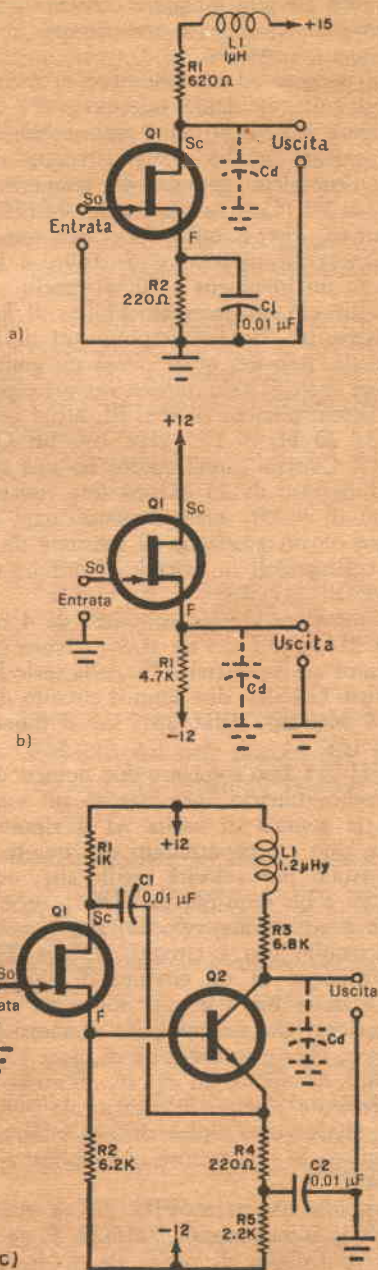 L1
1µH
+15
R1
620Ω
Q1
Sc
Uscita
Cd
So
Entrata
F
R2
220Ω
C1
0,01 µF
a)
+12
Q1
Sc
So
Entrata
F
Uscita
R1
4.7K
Cd
-12
b)
R1
1K
+12
L1
1.2µHy
C1
0,01 µF
Q1
Sc
R3
6.8K
So
Q2
Uscita
rata
F
Cd
R2
6.2K
R4
220Ω
C2
0,01 µF
R5
2.2K
-12
c)